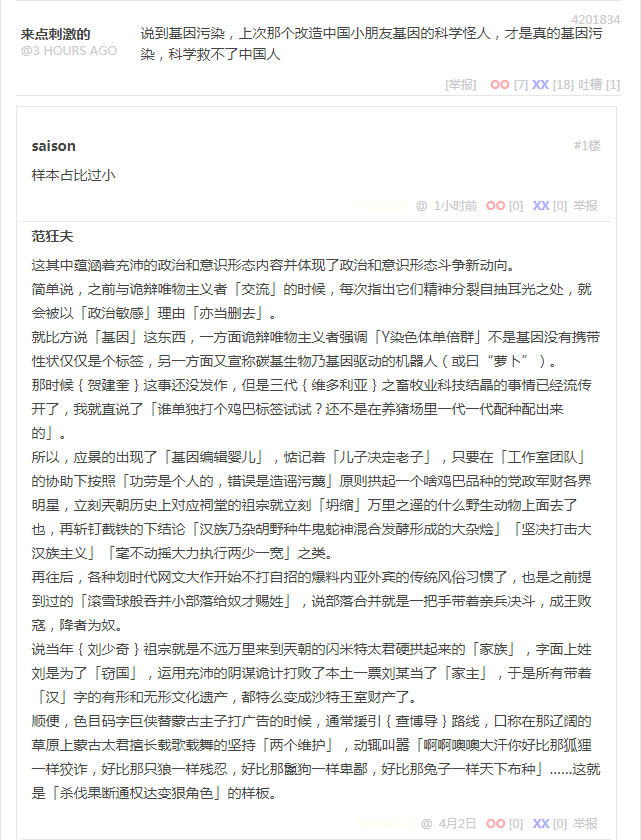 4201834
来点刺激的
@3 HOURS AGO
说到基因污染，上次那个改造中国小朋友基因的科学怪人，才是真的基因污
染，科学救不了中国人
[举报] OO [7] XX [18] 吐槽 [1]
saison
#1楼
样本占比过小
@ 1小时前 OO [0] XX [0] 举报
范狂夫
这其中蕴涵着充沛的政治和意识形态内容并体现了政治和意识形态斗争新动向。
简单说，之前与诡辩唯物主义者「交流」的时候，每次指出它们精神分裂自抽耳光之处，就
会被以「政治敏感」理由「亦当删去」。
就比方说「基因」这东西，一方面诡辩唯物主义者强调「Y染色体单倍群」不是基因没有携带
性状仅仅是个标签，另一方面又宣称碳基生物乃基因驱动的机器人（或曰“萝卜”）。
那时候｛贺建奎｝这事还没发作，但是三代｛维多利亚｝之畜牧业科技结晶的事情已经流传
开了，我就直说了「谁单独打个鸡巴标签试试？还不是在养猪场里一代一代配种配出来
的」。
所以，应景的出现了「基因编辑婴儿」，惦记着「儿子决定老子」，只要在「工作室团队」
的协助下按照「功劳是个人的，错误是造谣污蔑」原则拱起一个啥鸡巴品种的党政军财各界
明星，立刻天朝历史上对应祠堂的祖宗就立刻「坍缩」万里之遥的什么野生动物上面去了
也，再斩钉截铁的下结论「汉族乃杂胡野种牛鬼蛇神混合发酵形成的大杂烩」「坚决打击大
汉族主义」「毫不动摇大力执行两少一宽」之类。
再往后，各种划时代网文大作开始不打自招的爆料内亚外宾的传统风俗习惯了，也是之前提
到过的「滚雪球般吞并小部落给奴才赐姓」，说部落合并就是一把手带着亲兵决斗，成王败
寇，降者为奴。
说当年｛刘少奇｝祖宗就是不远万里来到天朝的闪米特太君硬拱起来的「家族」，字面上姓
刘是为了「窃国」，运用充沛的阴谋诡计打败了本土一票刘某当了「家主」，于是所有带着
「汉」字的有形和无形文化遗产，都特么变成沙特王室财产了。
顺便，色目码字巨侠替蒙古主子打广告的时候，通常援引｛查博导｝路线，口称在那辽阔的
草原上蒙古太君擅长载歌载舞的坚持「两个维护」，动辄叫嚣「啊啊噢噢大汗你好比那狐狸
一样狡诈，好比那只狼一样残忍，好比那鬣狗一样卑鄙，好比那兔子一样天下布种」……这就
是「杀伐果断通权达变狠角色」的样板。
@ 4月2日 OO [0] XX [0] 举报